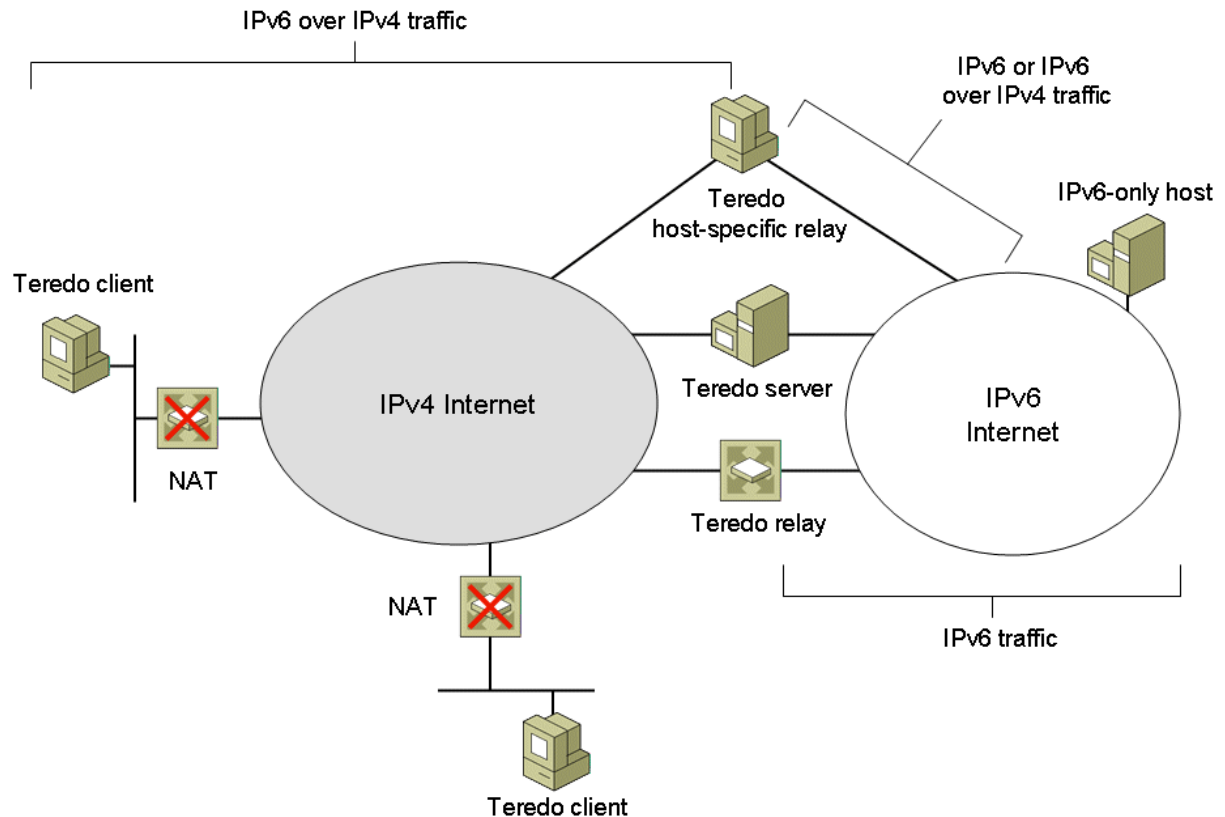 IPv6 over IPv4 traffic
IPv6 or IPv6
over IPv4 traffic
Teredo
host-specific relay
IPv6-only host
Teredo client
NAT
IPv4 Internet
Teredo server
IPv6
Internet
Teredo relay
NAT
IPv6 traffic
Teredo client